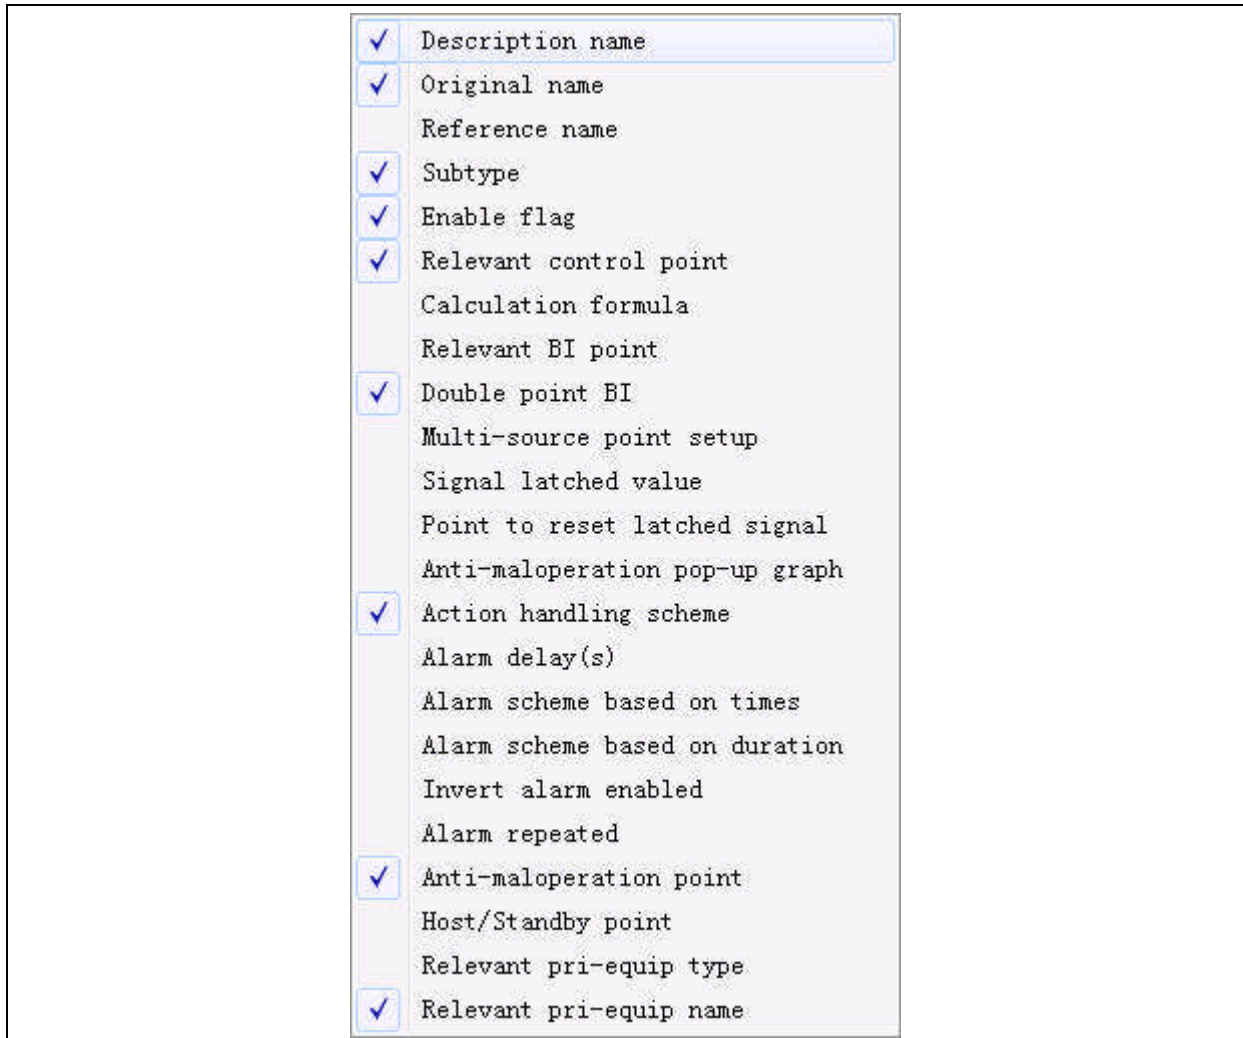 Description name
Original name
Reference name
Subtype
Enable flag
Relevant control point
Calculation formula
Relevant BI point
Double point BI
Multi-source point setup
Signal latched value
Point to reset latched signal
Anti-maloperation pop-up graph
Action handling scheme
Alarm delay(s)
Alarm scheme based on times
Alarm scheme based on duration
Invert alarm enabled
Alarm repeated
Anti-maloperation point
Host/Standby point
Relevant pri-equip type
Relevant pri-equip name